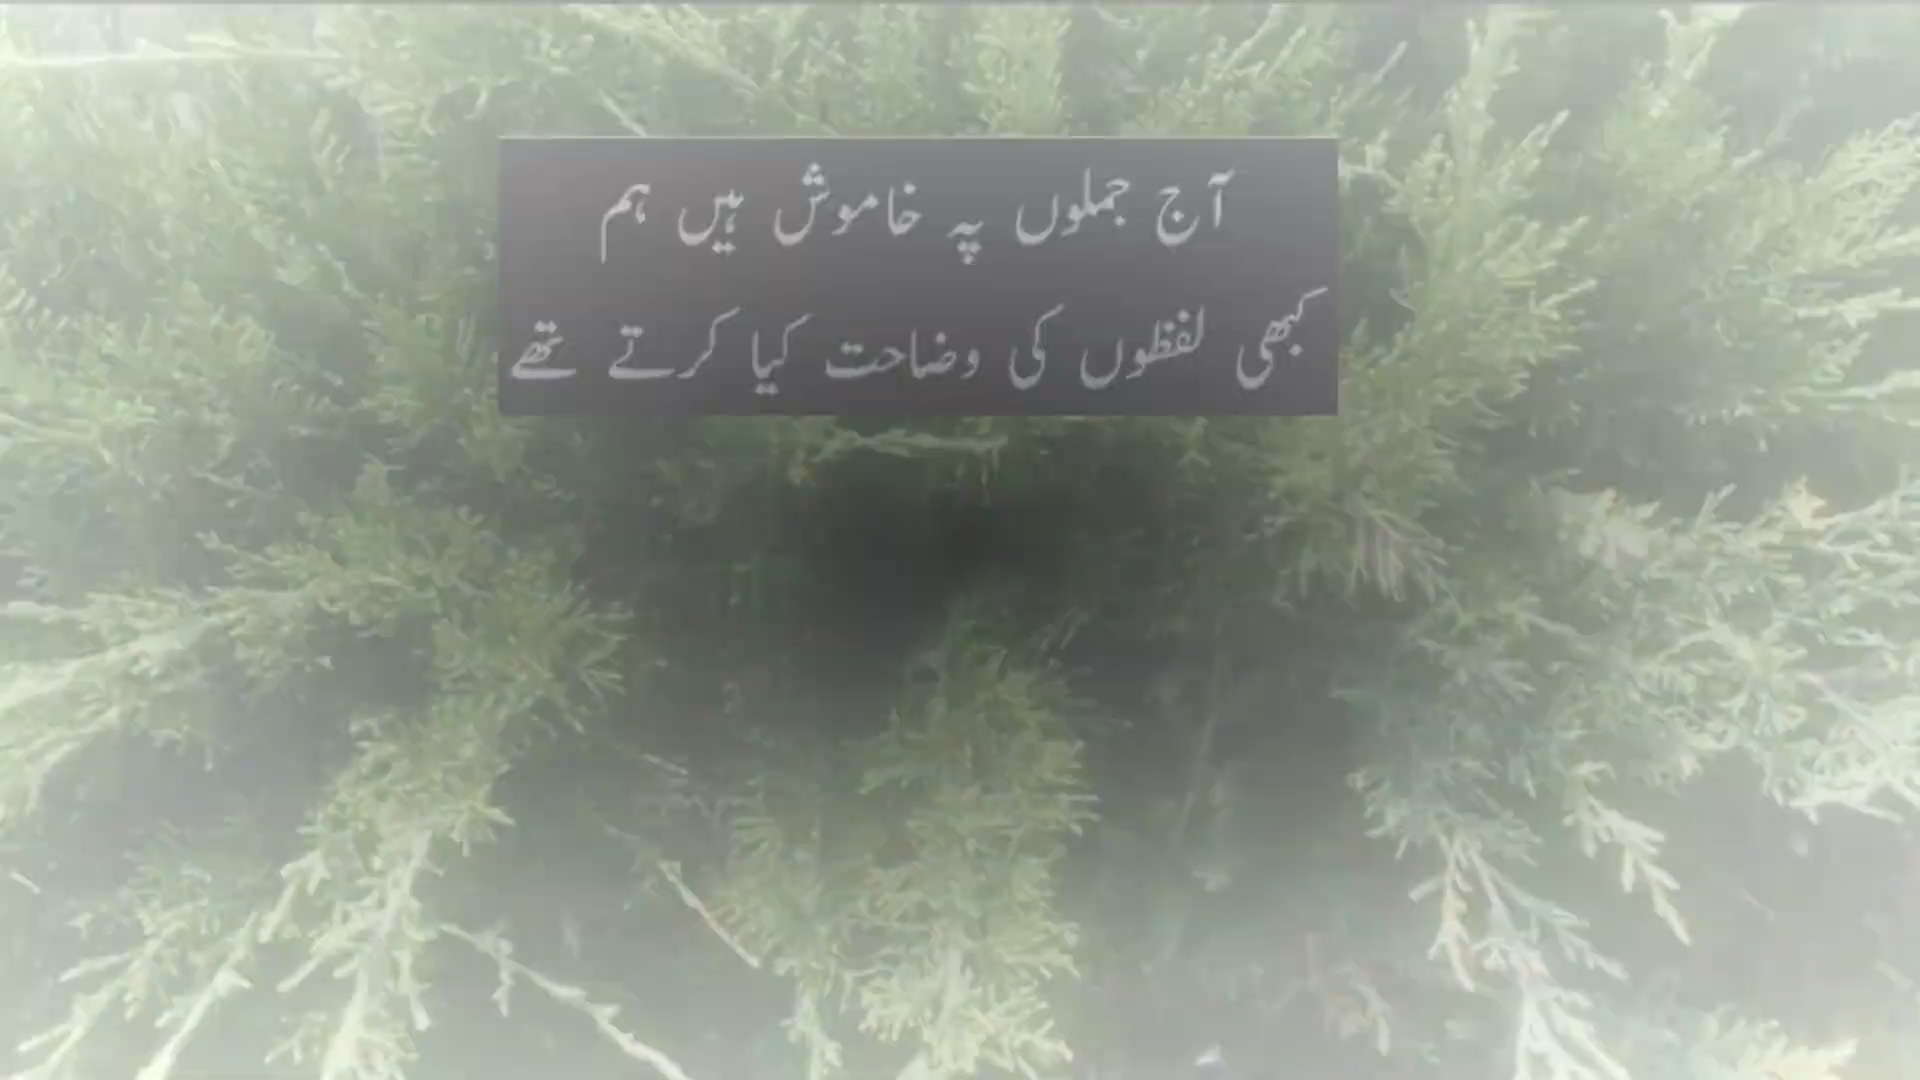 آج جملوں پہ خاموش ہیں ہم
کبھی لفظوں کی وضاحت کیا کرتے تھے